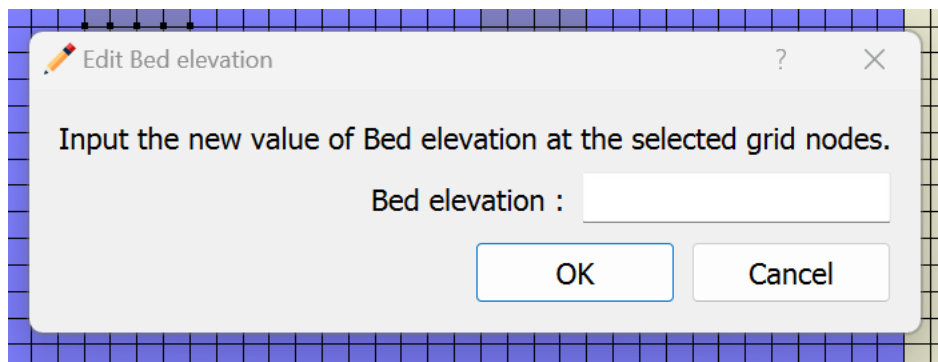 Edit Bed elevation
?
Input the new value of Bed elevation at the selected grid nodes.
Bed elevation :
OK
Cancel